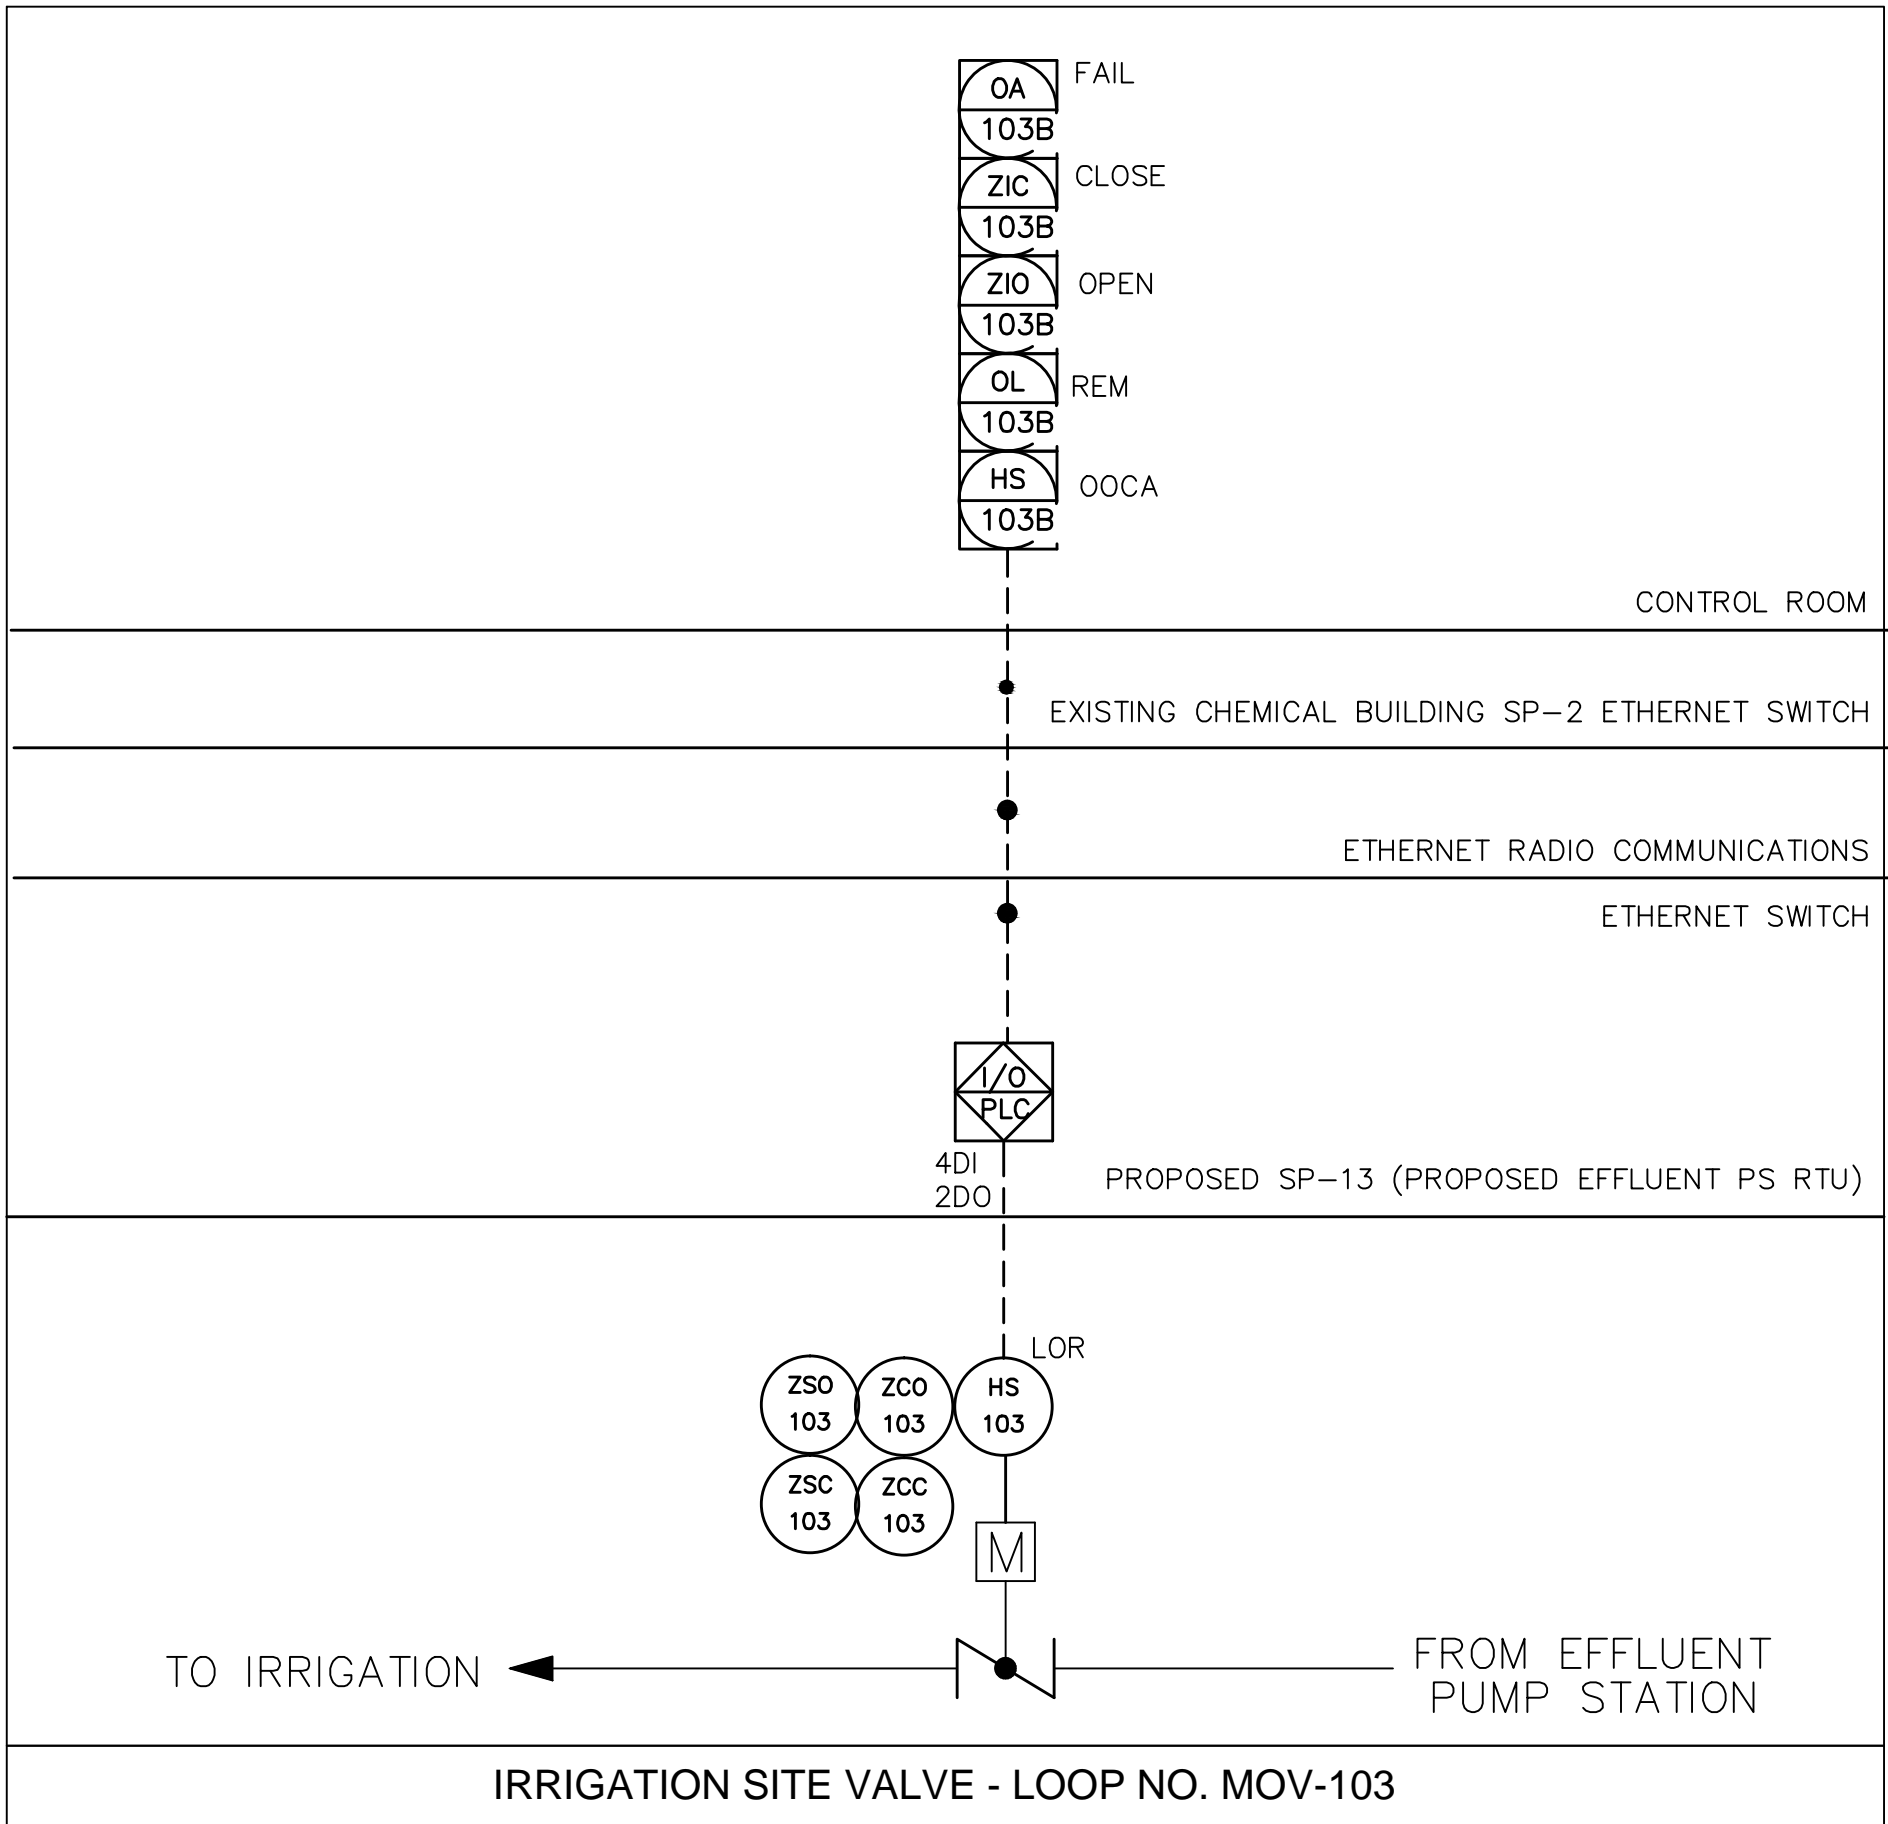 OA
103B
FAIL
ZIC
103B
CLOSE
ZIO
103B
OPEN
OL
103B
REM
HS
103B
OOCA
CONTROL ROOM
EXISTING CHEMICAL BUILDING SP-2 ETHERNET SWITCH
ETHERNET RADIO COMMUNICATIONS
ETHERNET SWITCH
I/O
PLC
4DI
2DO
PROPOSED SP-13 (PROPOSED EFFLUENT PS RTU)
LOR
ZSO
103
ZCO
103
HS
103
ZSC
103
ZCC
103
M
TO IRRIGATION
FROM EFFLUENT
PUMP STATION
IRRIGATION SITE VALVE - LOOP NO. MOV-103